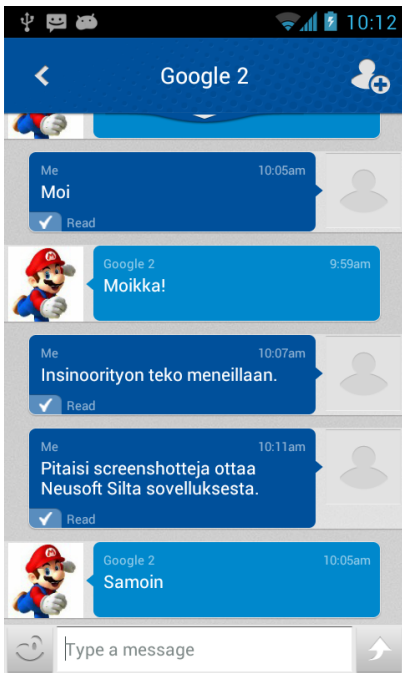 10:12
Google 2
Me 10:05am
Moi
Read
Google 2 9:59am
Moikka!
Me 10:07am
Insinoorityon teko meneillaan.
Read
Me 10:11am
Pitaisi screenshotteja ottaa
Neusoft Silta sovelluksesta.
Read
Google 2 10:05am
Samoin
Type a message